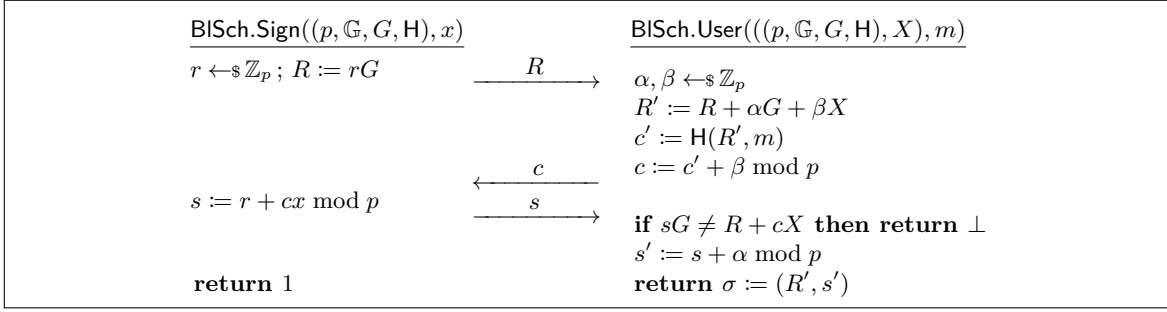 BlSch.Sign((p, 𝔾, G, H), x) BlSch.User(((p, 𝔾, G, H), X), m)
r ←$ ℤ_p ; R := rG
R
α, β ←$ ℤ_p
R′ := R + αG + βX
c′ := H(R′, m)
c := c′ + β mod p
c
s := r + cx mod p
s
if sG ≠ R + cX then return ⊥
s′ := s + α mod p
return 1 return σ := (R′, s′)